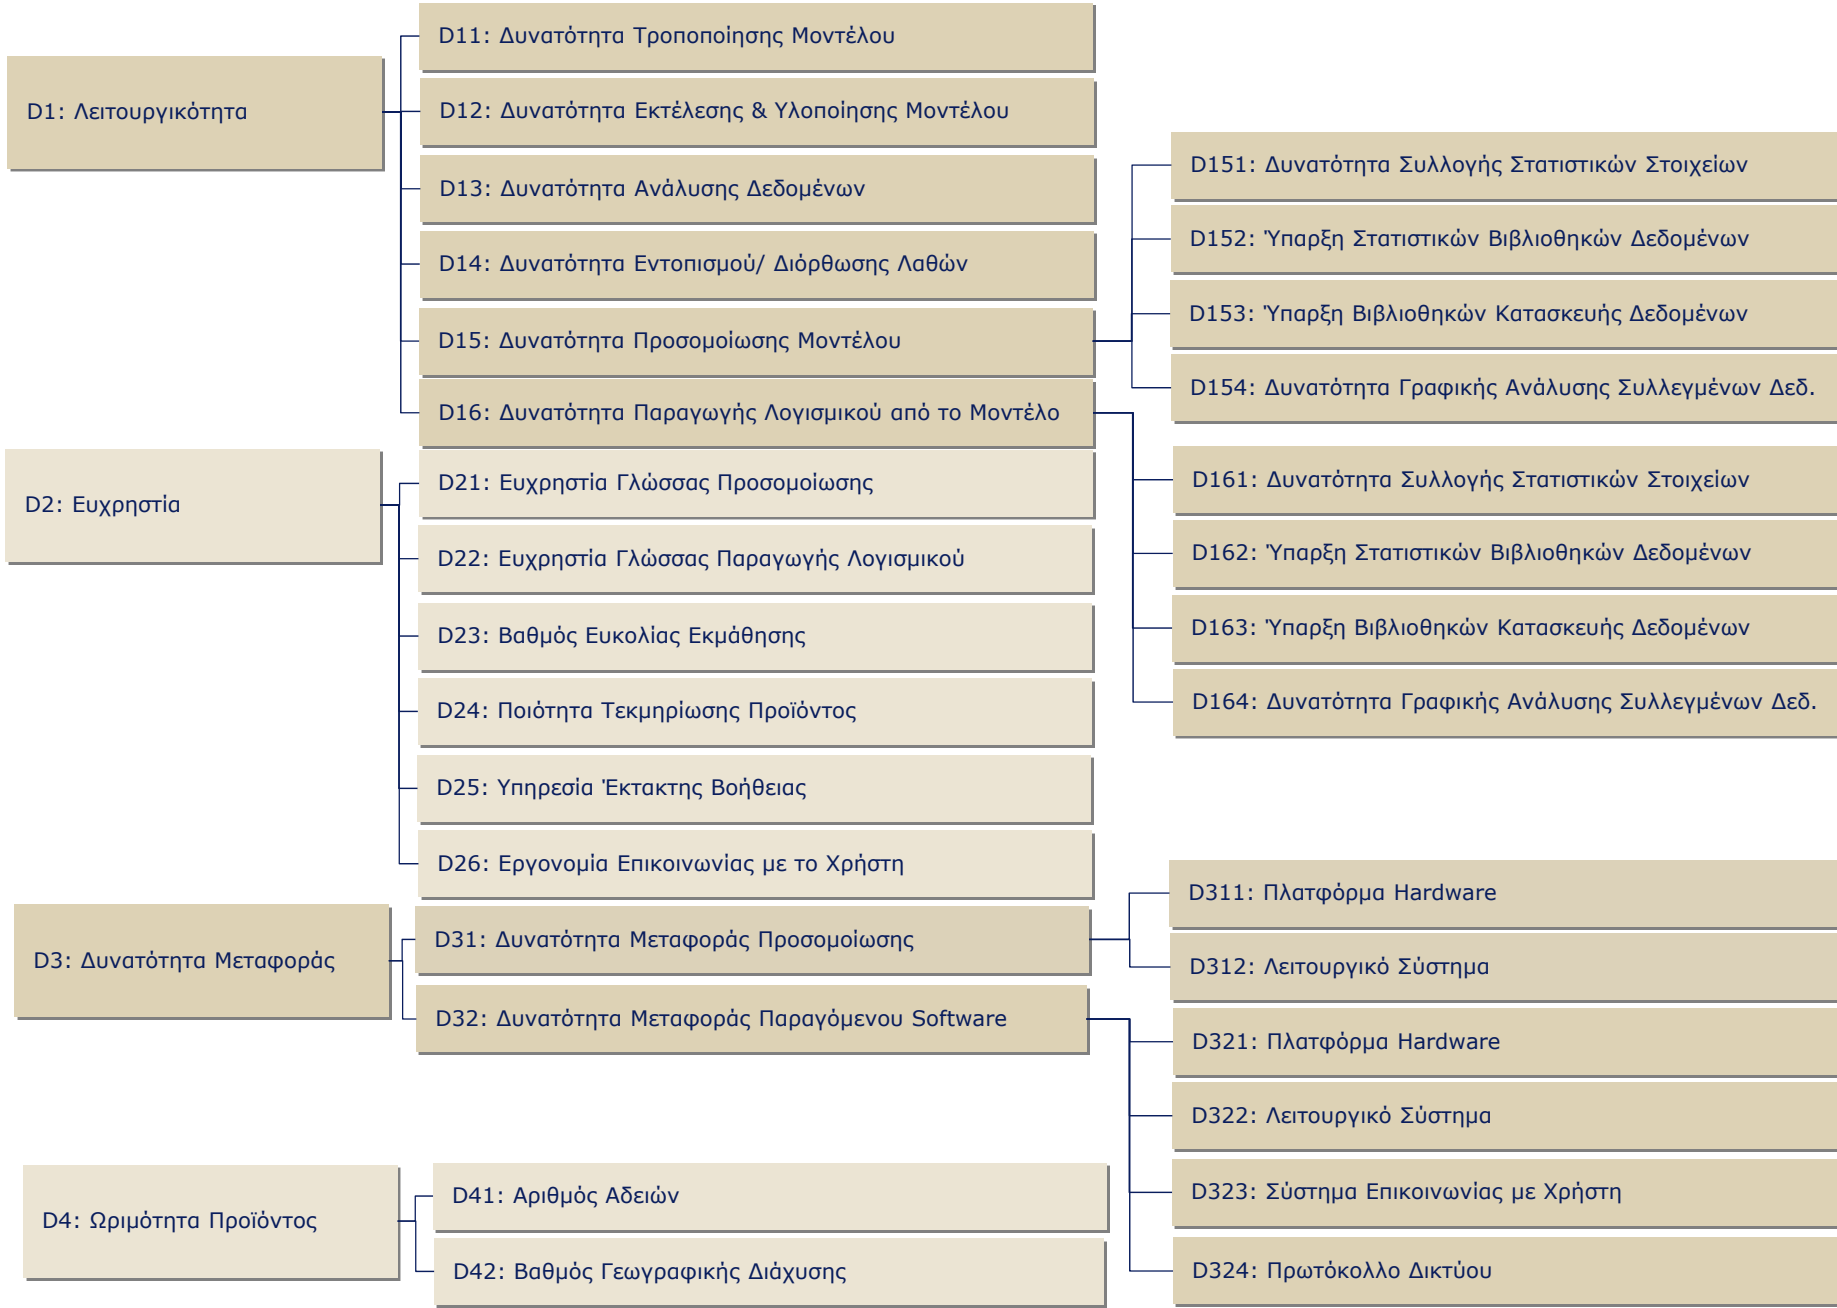 D1: Λειτουργικότητα
D11: Δυνατότητα Τροποποίησης Μοντέλου
D12: Δυνατότητα Εκτέλεσης & Υλοποίησης Μοντέλου
D13: Δυνατότητα Ανάλυσης Δεδομένων
D14: Δυνατότητα Εντοπισμού/ Διόρθωσης Λαθών
D15: Δυνατότητα Προσομοίωσης Μοντέλου
D151: Δυνατότητα Συλλογής Στατιστικών Στοιχείων
D152: Ύπαρξη Στατιστικών Βιβλιοθηκών Δεδομένων
D153: Ύπαρξη Βιβλιοθηκών Κατασκευής Δεδομένων
D154: Δυνατότητα Γραφικής Ανάλυσης Συλλεγμένων Δεδ.
D16: Δυνατότητα Παραγωγής Λογισμικού από το Μοντέλο
D161: Δυνατότητα Συλλογής Στατιστικών Στοιχείων
D162: Ύπαρξη Στατιστικών Βιβλιοθηκών Δεδομένων
D163: Ύπαρξη Βιβλιοθηκών Κατασκευής Δεδομένων
D164: Δυνατότητα Γραφικής Ανάλυσης Συλλεγμένων Δεδ.
D2: Ευχρηστία
D21: Ευχρηστία Γλώσσας Προσομοίωσης
D22: Ευχρηστία Γλώσσας Παραγωγής Λογισμικού
D23: Βαθμός Ευκολίας Εκμάθησης
D24: Ποιότητα Τεκμηρίωσης Προϊόντος
D25: Υπηρεσία Έκτακτης Βοήθειας
D26: Εργονομία Επικοινωνίας με το Χρήστη
D3: Δυνατότητα Μεταφοράς
D31: Δυνατότητα Μεταφοράς Προσομοίωσης
D311: Πλατφόρμα Hardware
D312: Λειτουργικό Σύστημα
D32: Δυνατότητα Μεταφοράς Παραγόμενου Software
D321: Πλατφόρμα Hardware
D322: Λειτουργικό Σύστημα
D323: Σύστημα Επικοινωνίας με Χρήστη
D324: Πρωτόκολλο Δικτύου
D4: Ωριμότητα Προϊόντος
D41: Αριθμός Αδειών
D42: Βαθμός Γεωγραφικής Διάχυσης